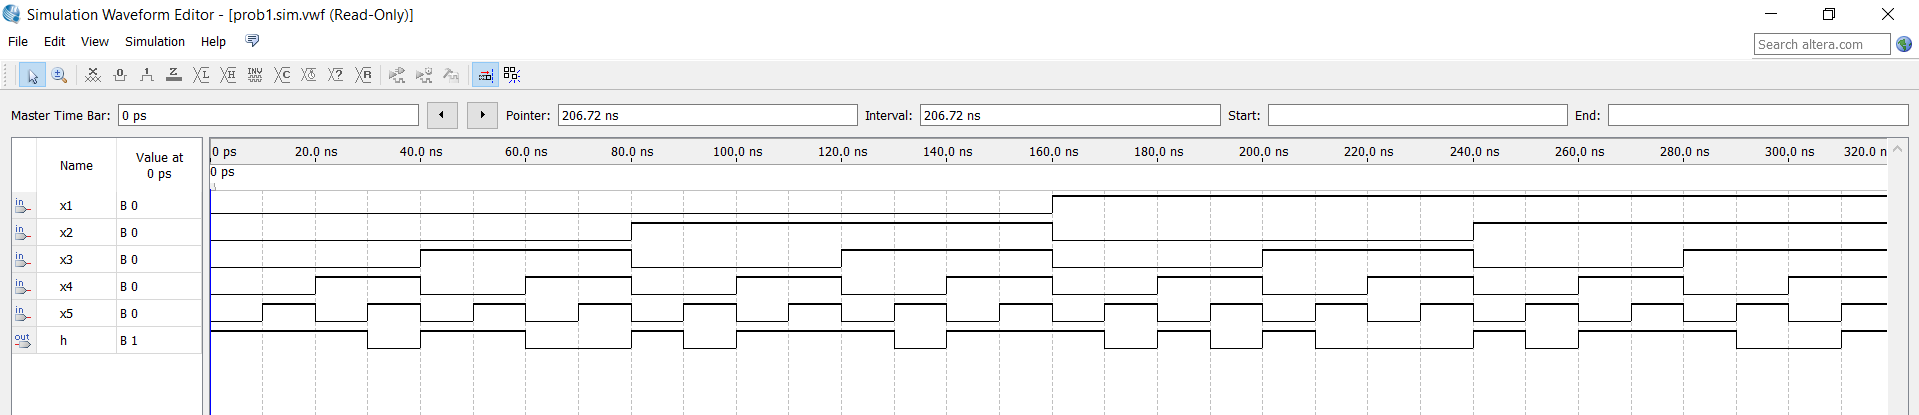 Simulation Waveform Editor - [prob1.sim.vwf (Read-Only)]
File Edit View Simulation Help
Search altera.com
Master Time Bar: 0 ps Pointer: 206.72 ns Interval: 206.72 ns Start: End:
Name Value at 0 ps
0 ps 20.0 ns 40.0 ns 60.0 ns 80.0 ns 100.0 ns 120.0 ns 140.0 ns 160.0 ns 180.0 ns 200.0 ns 220.0 ns 240.0 ns 260.0 ns 280.0 ns 300.0 ns 320.0 n
0 ps
in x1 B 0
in x2 B 0
in x3 B 0
in x4 B 0
in x5 B 0
out h B 1